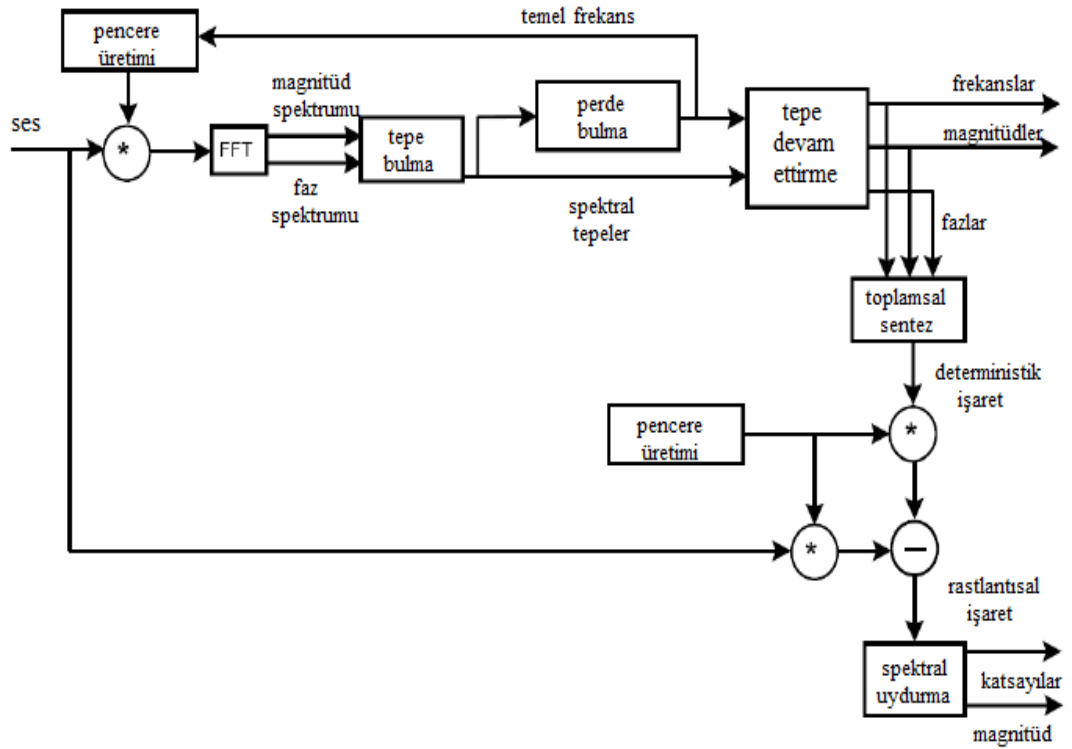 temel frekans
pencere
üretimi
magnitüd
spektrumu
ses
*
FFT
tepe
bulma
perde
bulma
tepe
devam
ettirme
frekanslar
magnitüdler
faz
spektrumu
spektral
tepeler
fazlar
toplamsal
sentez
deterministik
işaret
pencere
üretimi
*
*
–
rastlantısal
işaret
spektral
uydurma
katsayılar
magnitüd